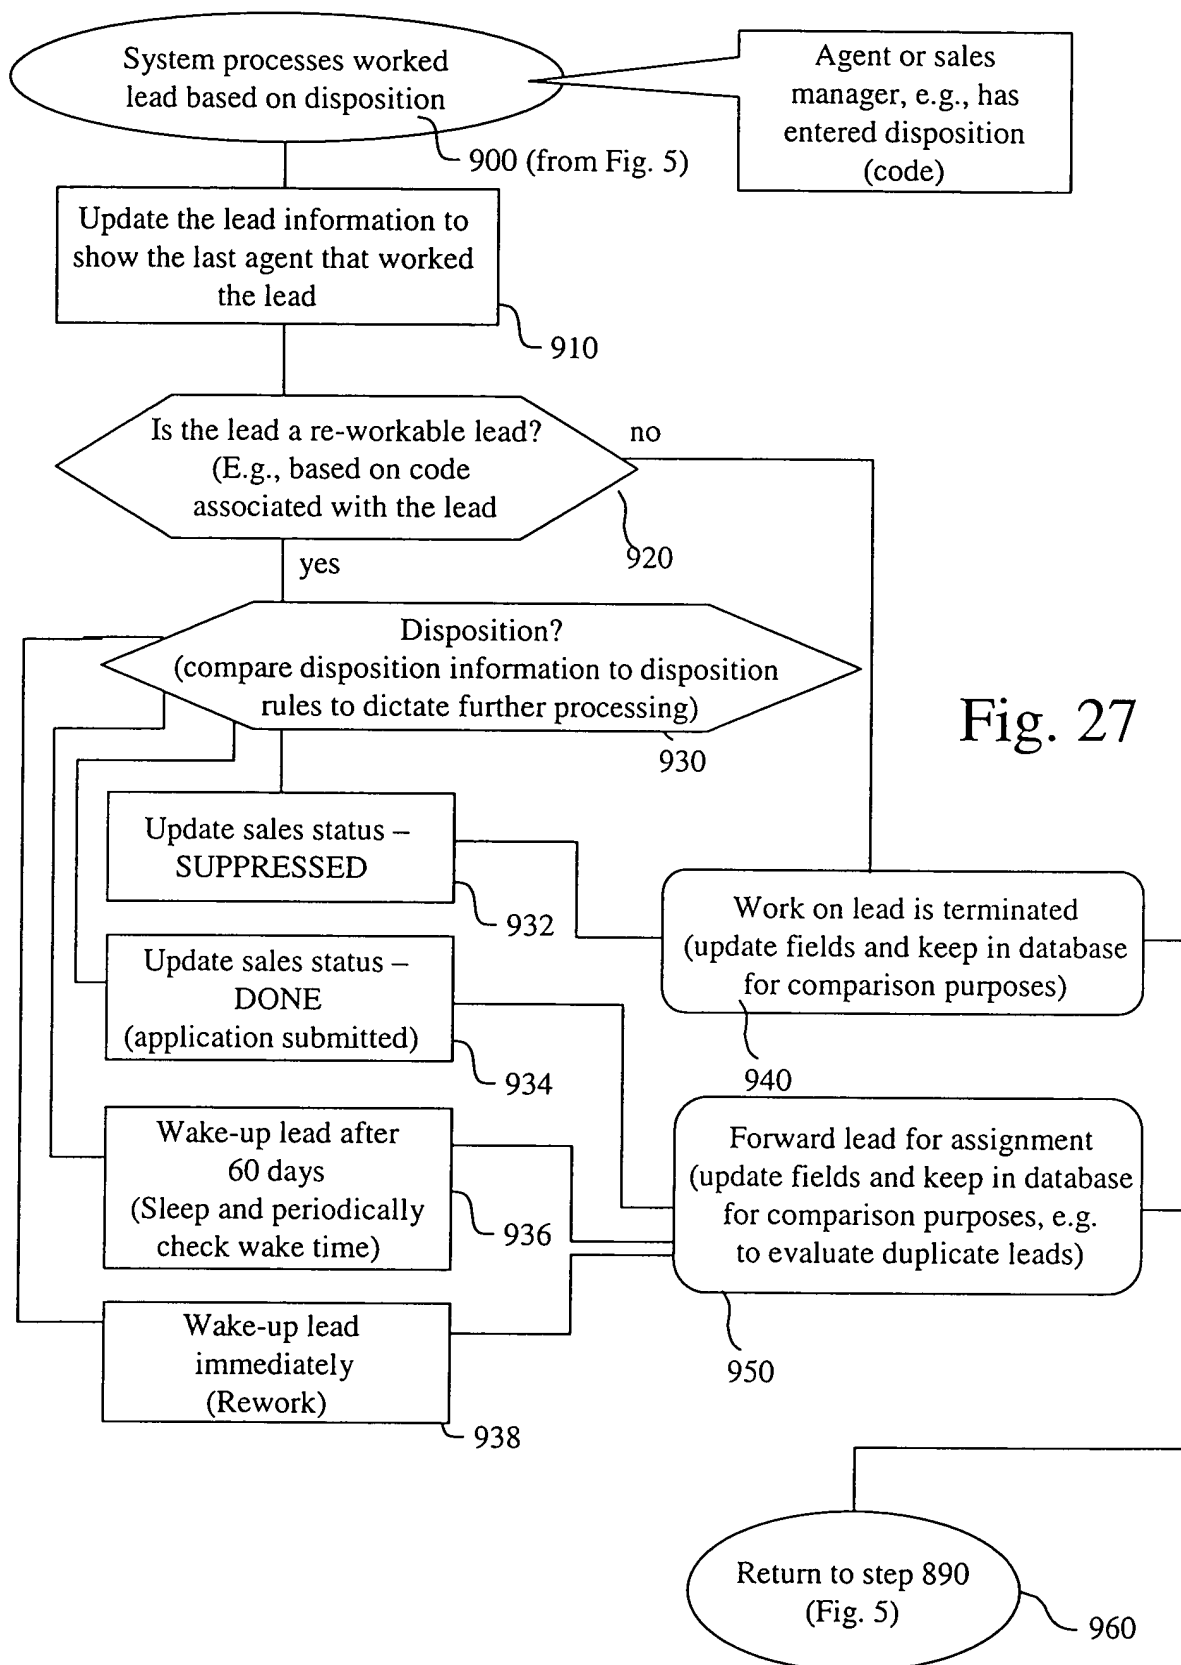 System processes worked
lead based on disposition
900 (from Fig. 5)
Agent or sales
manager, e.g., has
entered disposition
(code)
Update the lead information to
show the last agent that worked
the lead
910
Is the lead a re-workable lead?
(E.g., based on code
associated with the lead
no
920
yes
Disposition?
(compare disposition information to disposition
rules to dictate further processing)
930
Fig. 27
Update sales status –
SUPPRESSED
932
Update sales status –
DONE
(application submitted)
934
Wake-up lead after
60 days
(Sleep and periodically
check wake time)
936
Wake-up lead
immediately
(Rework)
938
Work on lead is terminated
(update fields and keep in database
for comparison purposes)
940
Forward lead for assignment
(update fields and keep in database
for comparison purposes, e.g.
to evaluate duplicate leads)
950
Return to step 890
(Fig. 5)
960